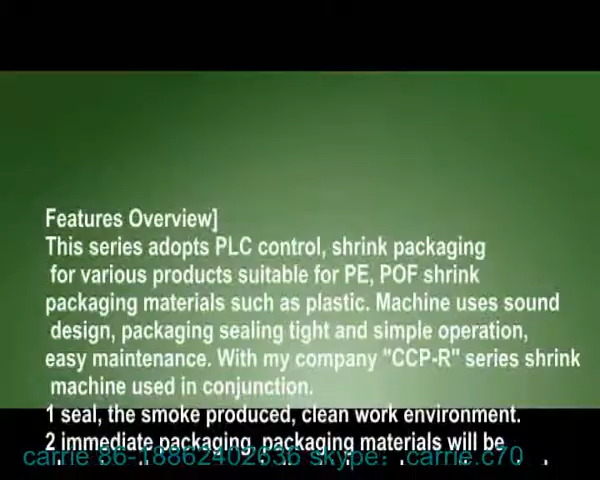 Features Overview]
This series adopts PLC control, shrink packaging
for various products suitable for PE, POF shrink
packaging materials such as plastic. Machine uses sound
design, packaging sealing tight and simple operation,
easy maintenance. With my company "CCP-R" series shrink
machine used in conjunction.
1 seal, the smoke produced, clean work environment.
2 immediate packaging, packaging materials will be
carrie 86-18862402636 skype: carrie.c70